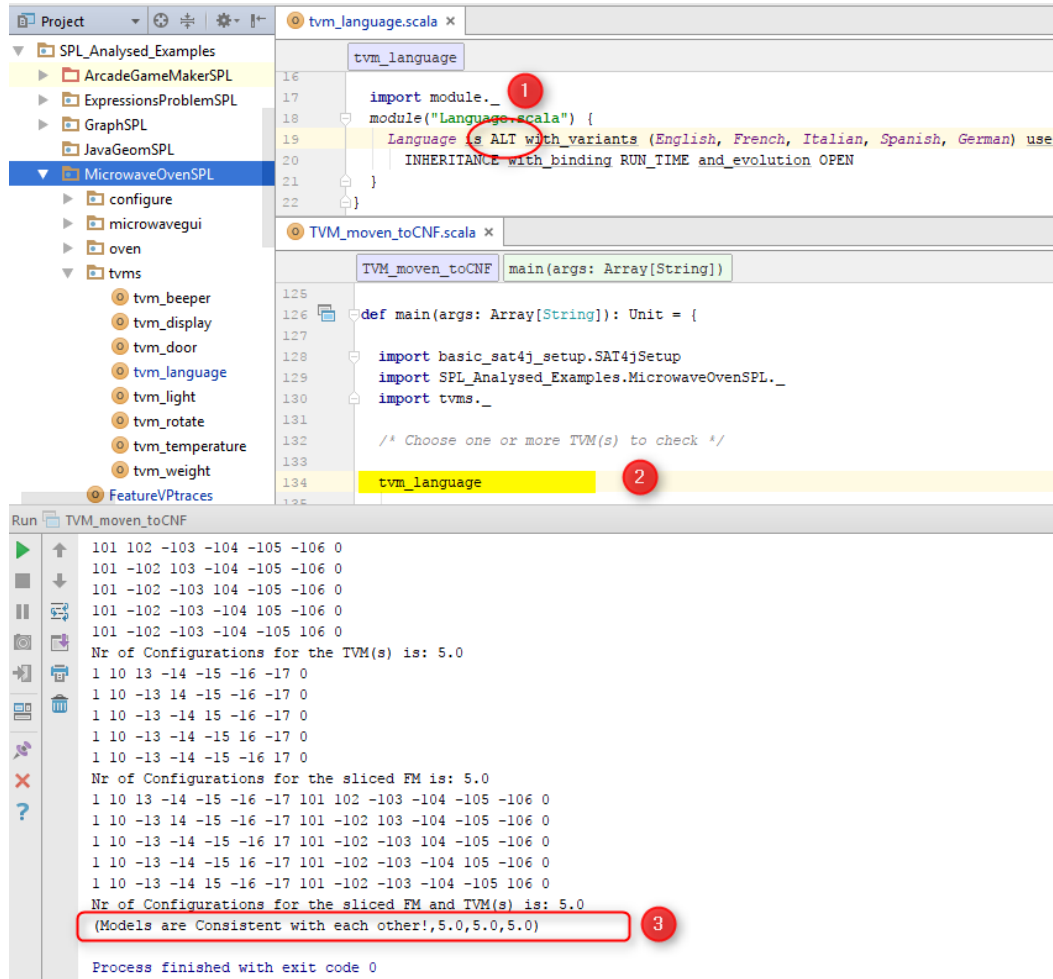 Project
SPL_Analysed_Examples
ArcadeGameMakerSPL
ExpressionsProblemSPL
GraphSPL
JavaGeomSPL
MicrowaveOvenSPL
configure
microwavegui
oven
tvms
tvm_beeper
tvm_display
tvm_door
tvm_language
tvm_light
tvm_rotate
tvm_temperature
tvm_weight
FeatureVPtraces
tvm_language.scala ×
tvm_language
16
17 import module._ 1
18 module("Language.scala") {
19 Language is ALT with_variants (English, French, Italian, Spanish, German) use
20 INHERITANCE with_binding RUN_TIME and_evolution OPEN
21 }
22 }
TVM_moven_toCNF.scala ×
TVM_moven_toCNF main(args: Array[String])
125
126 def main(args: Array[String]): Unit = {
127
128 import basic_sat4j_setup.SAT4jSetup
129 import SPL_Analysed_Examples.MicrowaveOvenSPL._
130 import tvms._
131
132 /* Choose one or more TVM(s) to check */
133
134 tvm_language 2
135
Run TVM_moven_toCNF
101 102 -103 -104 -105 -106 0
101 -102 103 -104 -105 -106 0
101 -102 -103 104 -105 -106 0
101 -102 -103 -104 105 -106 0
101 -102 -103 -104 -105 106 0
Nr of Configurations for the TVM(s) is: 5.0
1 10 13 -14 -15 -16 -17 0
1 10 -13 14 -15 -16 -17 0
1 10 -13 -14 15 -16 -17 0
1 10 -13 -14 -15 16 -17 0
1 10 -13 -14 -15 -16 17 0
Nr of Configurations for the sliced FM is: 5.0
1 10 13 -14 -15 -16 -17 101 102 -103 -104 -105 -106 0
1 10 -13 14 -15 -16 -17 101 -102 103 -104 -105 -106 0
1 10 -13 -14 -15 -16 17 101 -102 -103 104 -105 -106 0
1 10 -13 -14 -15 16 -17 101 -102 -103 -104 105 -106 0
1 10 -13 -14 15 -16 -17 101 -102 -103 -104 -105 106 0
Nr of Configurations for the sliced FM and TVM(s) is: 5.0
(Models are Consistent with each other!,5.0,5.0,5.0) 3
Process finished with exit code 0